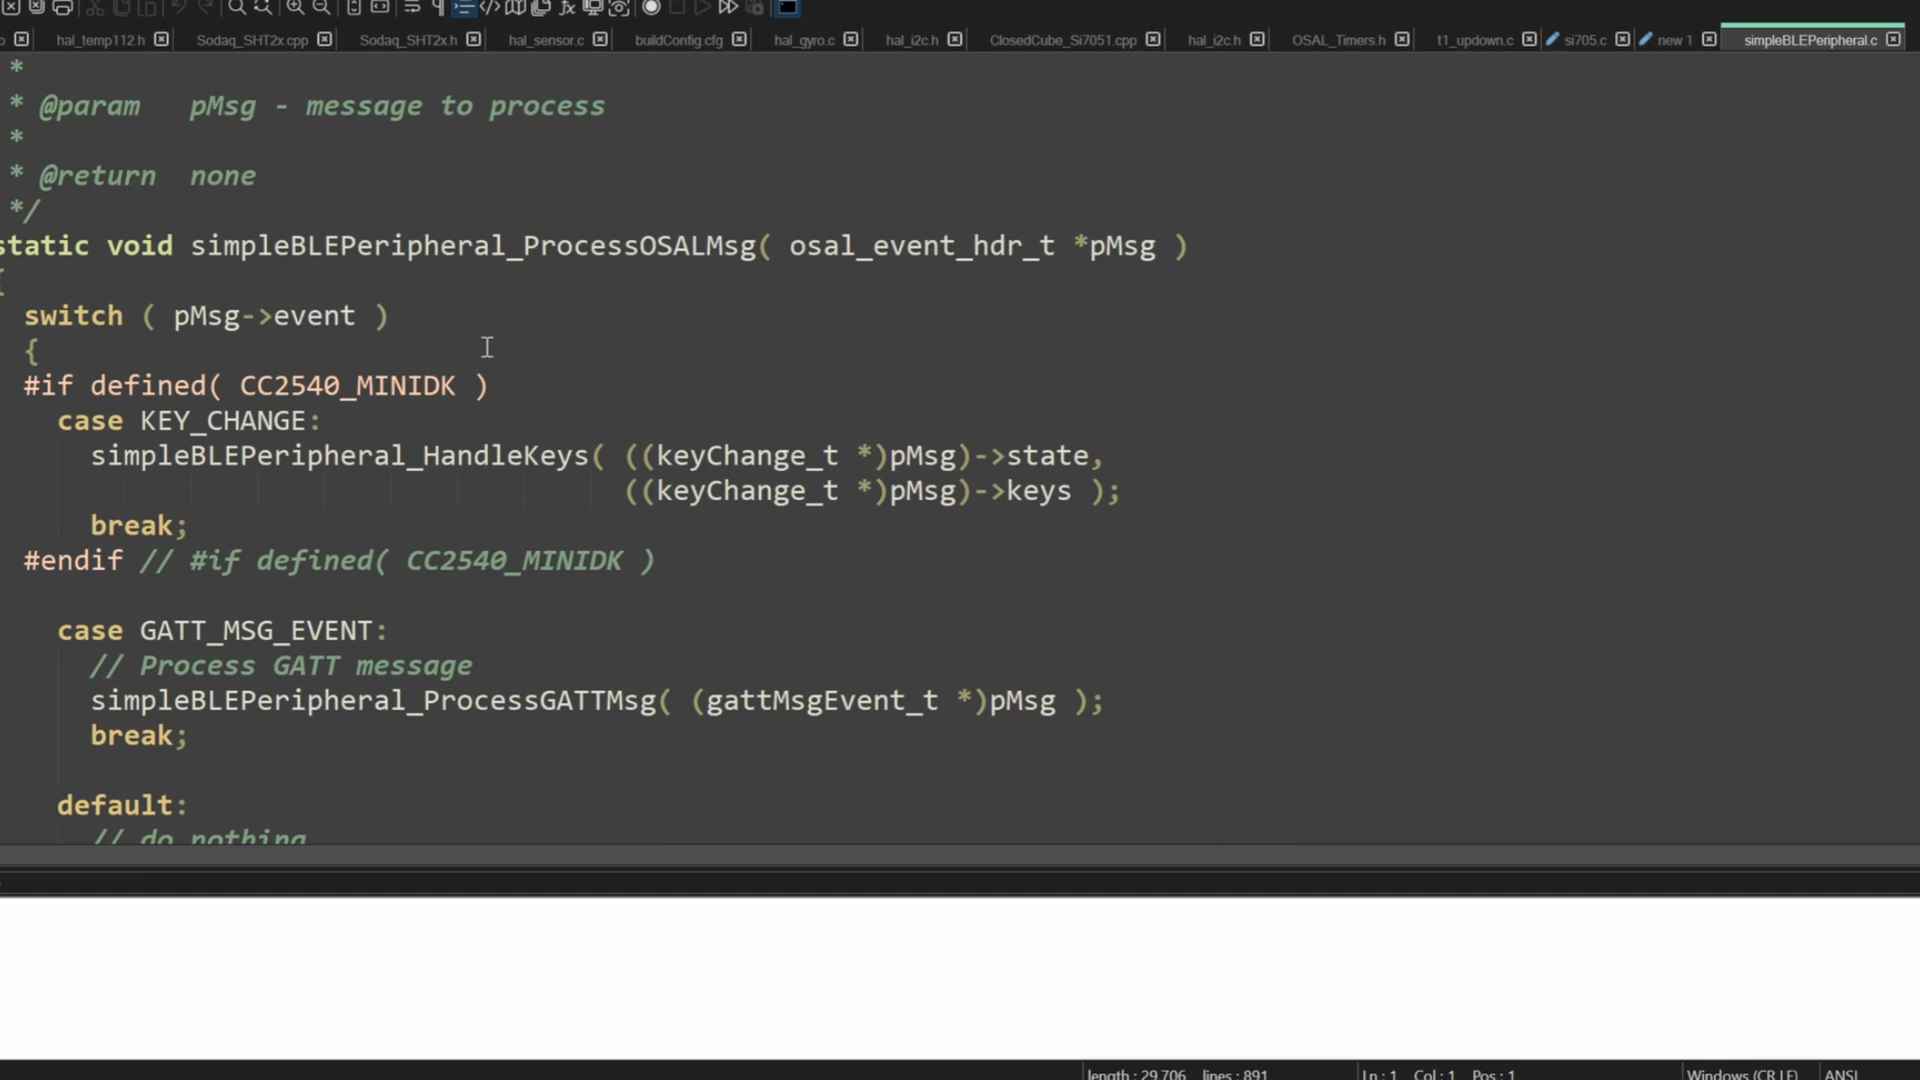 hal_temp112.h Sodaq_SHT2x.cpp Sodaq_SHT2x.h hal_sensor.c buildConfig.cfg hal_gyro.c hal_i2c.h ClosedCube_Si7051.cpp hal_i2c.h OSAL_Timers.h t1_updown.c si705.c new 1 simpleBLEPeripheral.c
*
* @param   pMsg - message to process
*
* @return  none
*/
static void simpleBLEPeripheral_ProcessOSALMsg( osal_event_hdr_t *pMsg )
{
switch ( pMsg->event )
{
#if defined( CC2540_MINIDK )
case KEY_CHANGE:
simpleBLEPeripheral_HandleKeys( ((keyChange_t *)pMsg)->state,
((keyChange_t *)pMsg)->keys );
break;
#endif // #if defined( CC2540_MINIDK )
case GATT_MSG_EVENT:
// Process GATT message
simpleBLEPeripheral_ProcessGATTMsg( (gattMsgEvent_t *)pMsg );
break;
default:
// do nothing
length : 29,706   lines : 891   Ln : 1   Col : 1   Pos : 1   Windows (CR LF)   ANSI